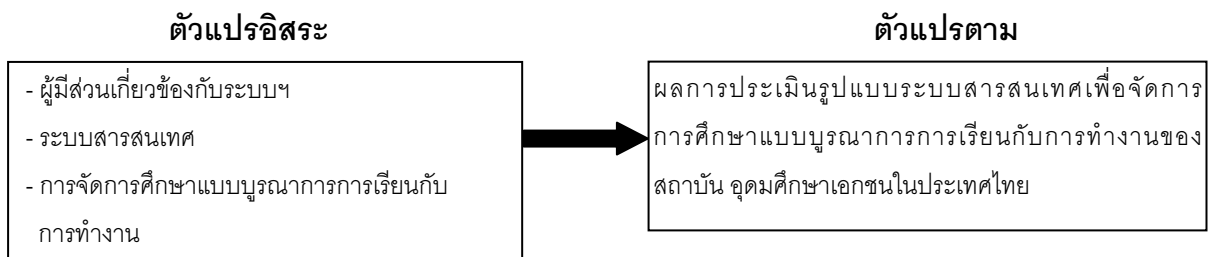 ตัวแปรอิสระ
- ผู้มีส่วนเกี่ยวข้องกับระบบฯ
- ระบบสารสนเทศ
- การจัดการศึกษาแบบบูรณาการการเรียนกับ
การทำงาน
ตัวแปรตาม
ผลการประเมินรูปแบบระบบสารสนเทศเพื่อจัดการ
การศึกษาแบบบูรณาการการเรียนกับการทำงานของ
สถาบัน อุดมศึกษาเอกชนในประเทศไทย